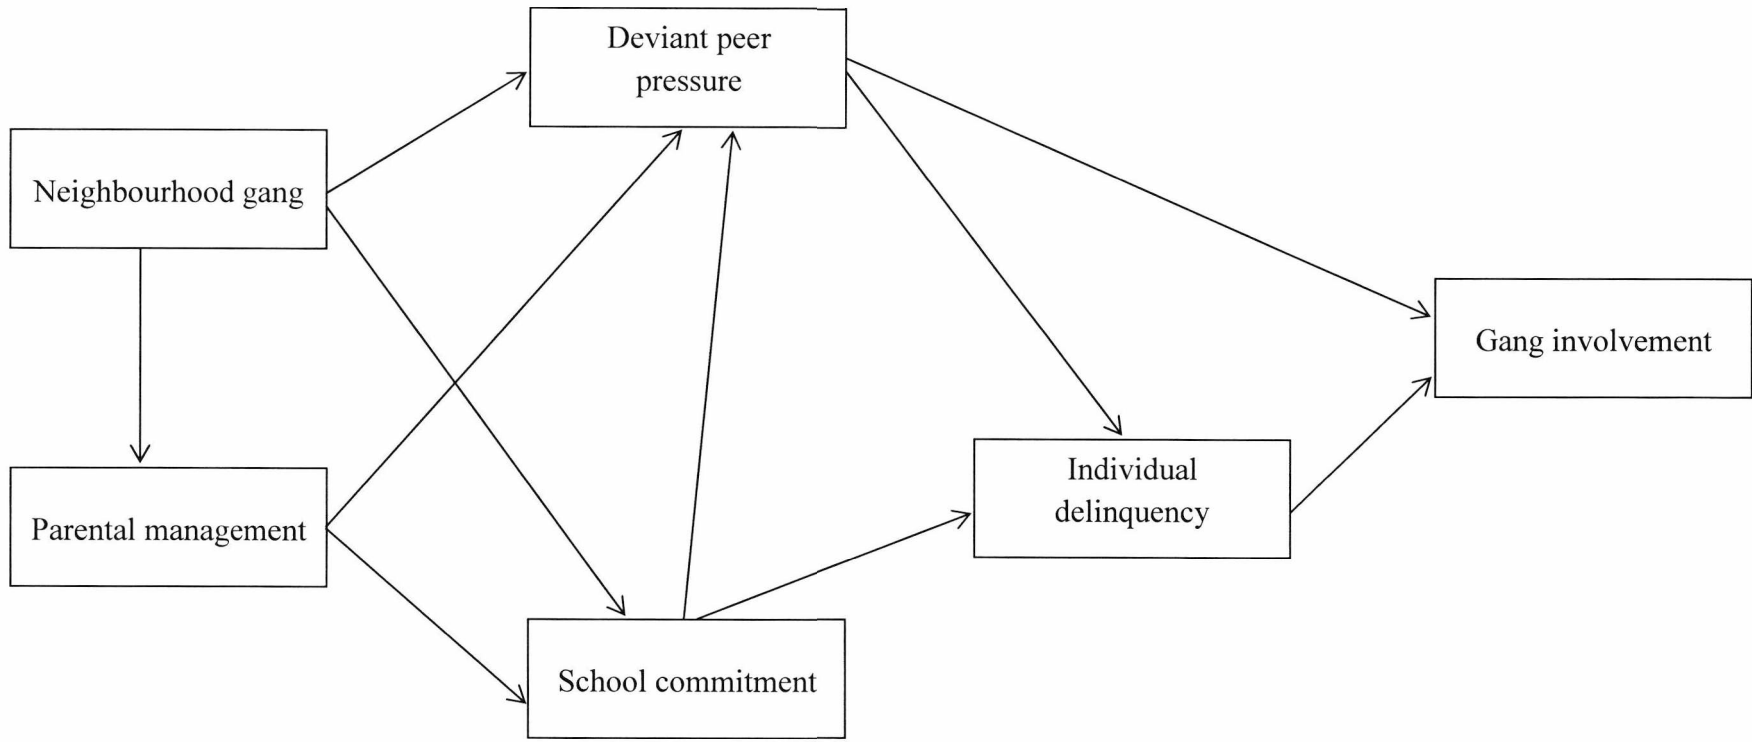 Deviant peer
pressure
Neighbourhood gang
Gang involvement
Individual
delinquency
Parental management
School commitment